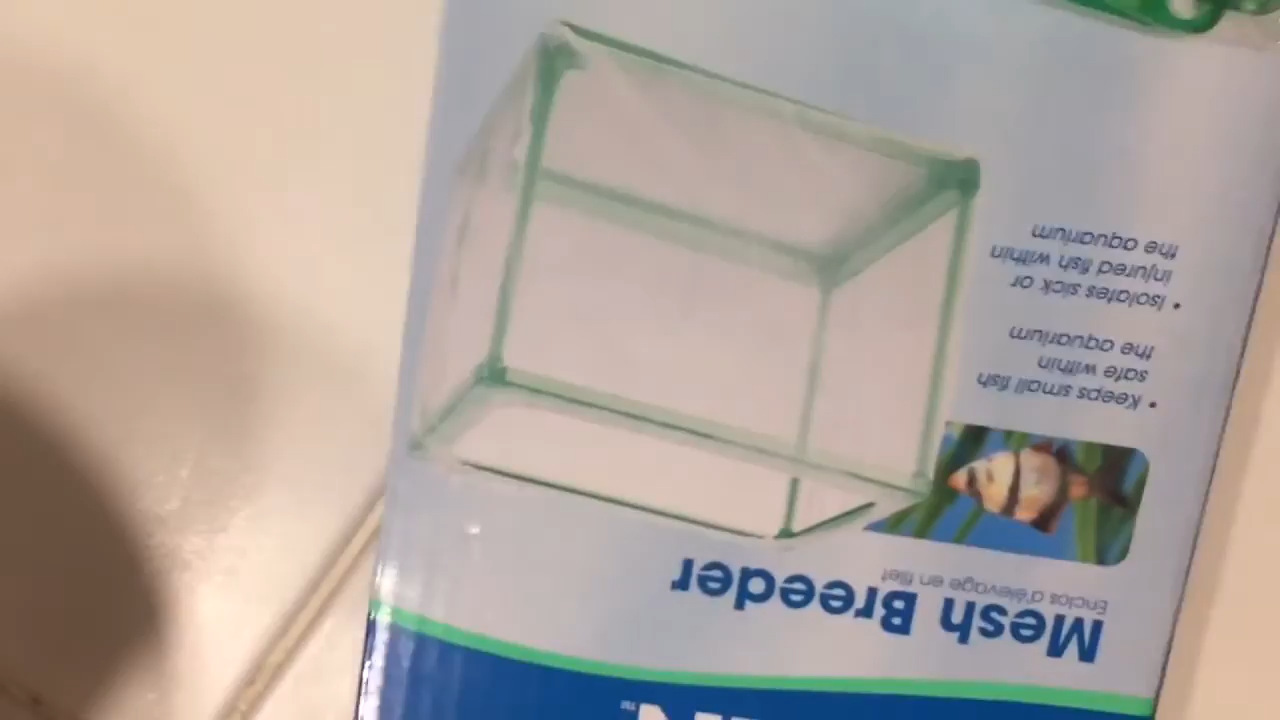 Mesh Breeder
Enclos d'élevage en filet
• Keeps small fish
safe within
the aquarium
• Isolates sick or
injured fish within
the aquarium